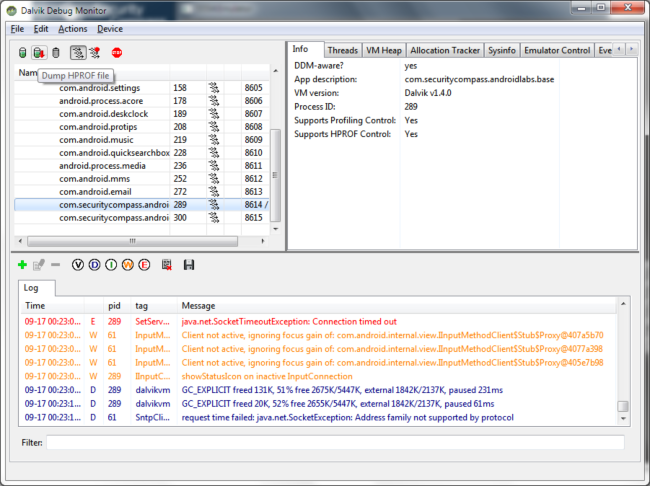 Dalvik Debug Monitor
File Edit Actions Device
Dump HPROF file
Nam
com.android.settings 158 8605
android.process.acore 178 8606
com.android.deskclock 189 8607
com.android.protips 208 8608
com.android.music 219 8609
com.android.quicksearchbox 228 8610
android.process.media 236 8611
com.android.mms 252 8612
com.android.email 272 8613
com.securitycompass.androi 289 8614 /
com.securitycompass.androi 300 8615
Info Threads VM Heap Allocation Tracker Sysinfo Emulator Control Eve
DDM-aware? yes
App description: com.securitycompass.androidlabs.base
VM version: Dalvik v1.4.0
Process ID: 289
Supports Profiling Control: Yes
Supports HPROF Control: Yes
V D I W E
Log
Time pid tag Message
09-17 00:23:0... E 289 SetServ... java.net.SocketTimeoutException: Connection timed out
09-17 00:23:0... W 61 InputM... Client not active, ignoring focus gain of: com.android.internal.view.IInputMethodClient$Stub$Proxy@407a5b70
09-17 00:23:0... W 61 InputM... Client not active, ignoring focus gain of: com.android.internal.view.IInputMethodClient$Stub$Proxy@4077a398
09-17 00:23:0... W 61 InputM... Client not active, ignoring focus gain of: com.android.internal.view.IInputMethodClient$Stub$Proxy@405e7b98
09-17 00:23:0... W 289 IInputC... showStatusIcon on inactive InputConnection
09-17 00:23:1... D 289 dalvikvm GC_EXPLICIT freed 131K, 51% free 2675K/5447K, external 1842K/2137K, paused 231ms
09-17 00:23:1... D 289 dalvikvm GC_EXPLICIT freed 20K, 52% free 2655K/5447K, external 1842K/2137K, paused 61ms
09-17 00:23:1... D 61 SntpCli... request time failed: java.net.SocketException: Address family not supported by protocol
Filter: